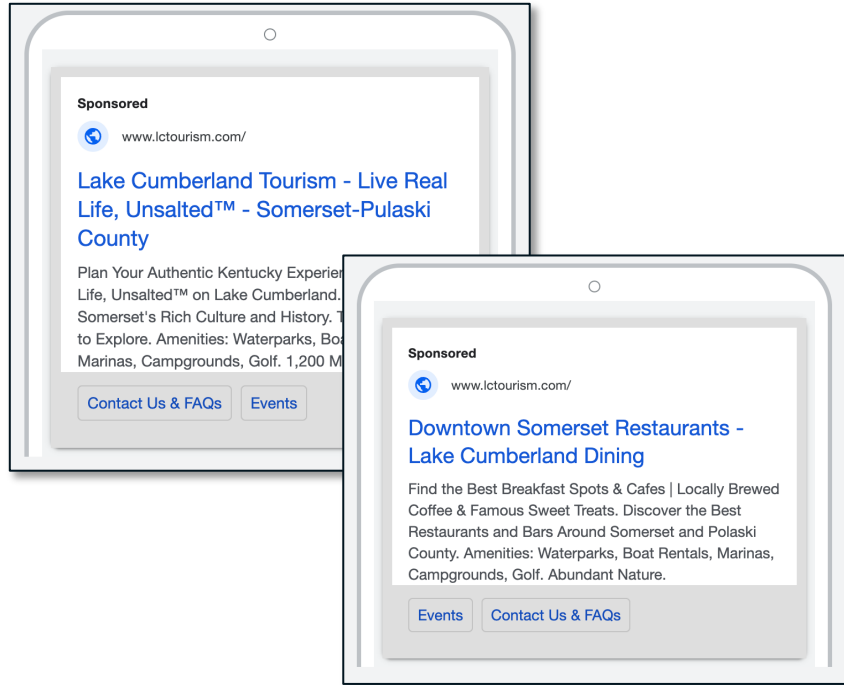 Sponsored
www.lctourism.com/
Lake Cumberland Tourism - Live Real
Life, Unsalted™ - Somerset-Pulaski
County
Plan Your Authentic Kentucky
Life, Unsalted™ on Lake Cumberland.
Somerset's Rich Culture and History.
to Explore. Amenities: Waterparks,
Marinas, Campgrounds, Golf. 1,200
Contact Us & FAQs
Events
Sponsored
www.lctourism.com/
Downtown Somerset Restaurants -
Lake Cumberland Dining
Find the Best Breakfast Spots & Cafes | Locally Brewed
Coffee & Famous Sweet Treats. Discover the Best
Restaurants and Bars Around Somerset and Polaski
County. Amenities: Waterparks, Boat Rentals, Marinas,
Campgrounds, Golf. Abundant Nature.
Events
Contact Us & FAQs